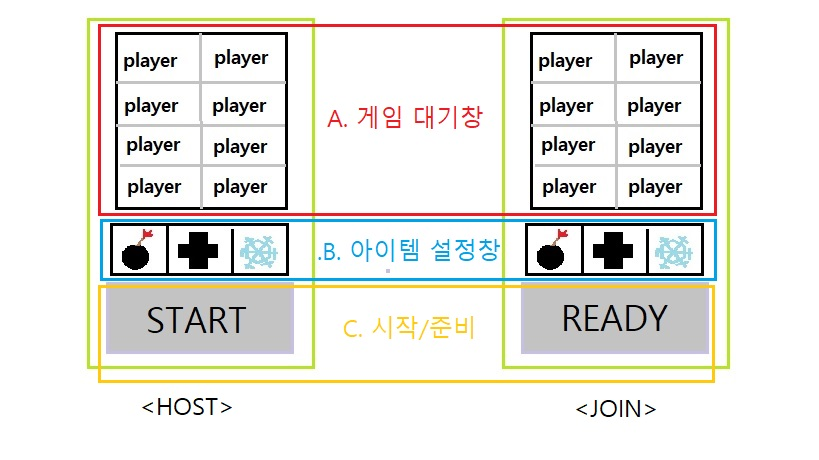 player player player player
player player player player
player player player player
player player player player
A. 게임 대기창
.B. 아이템 설정창
START C. 시작/준비 READY
<HOST> <JOIN>